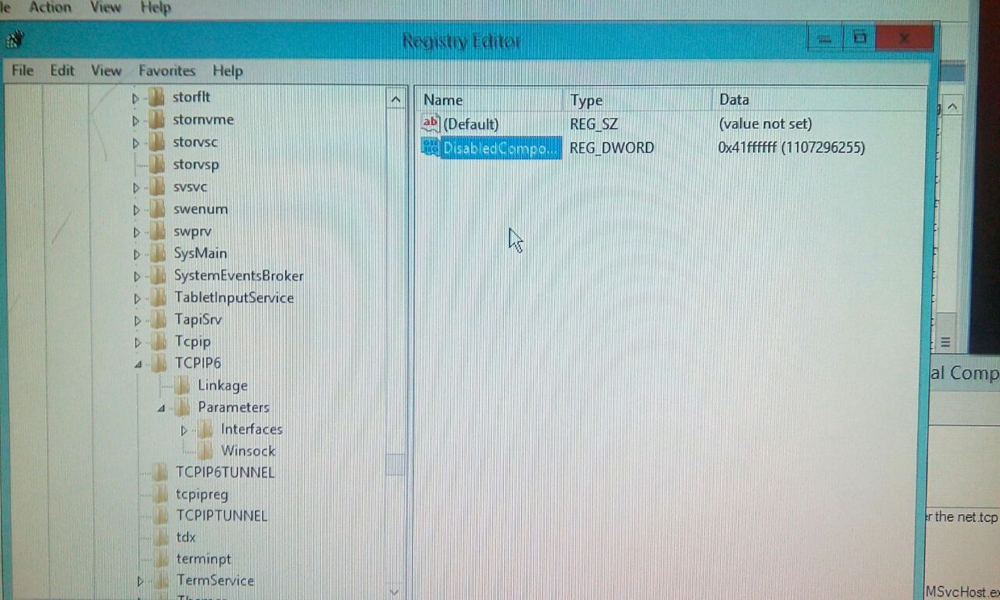 le Action View Help
Registry Editor
File Edit View Favorites Help
Name Type Data
ab (Default) REG_SZ (value not set)
DisabledCompo... REG_DWORD 0x41ffffff (1107296255)
storflt
stornvme
storvsc
storvsp
svsvc
swenum
swprv
SysMain
SystemEventsBroker
TabletInputService
TapiSrv
Tcpip
TCPIP6
Linkage
Parameters
Interfaces
Winsock
TCPIP6TUNNEL
tcpipreg
TCPIPTUNNEL
tdx
terminpt
TermService
al Comp
r the net.tcp
MSvcHost.ex